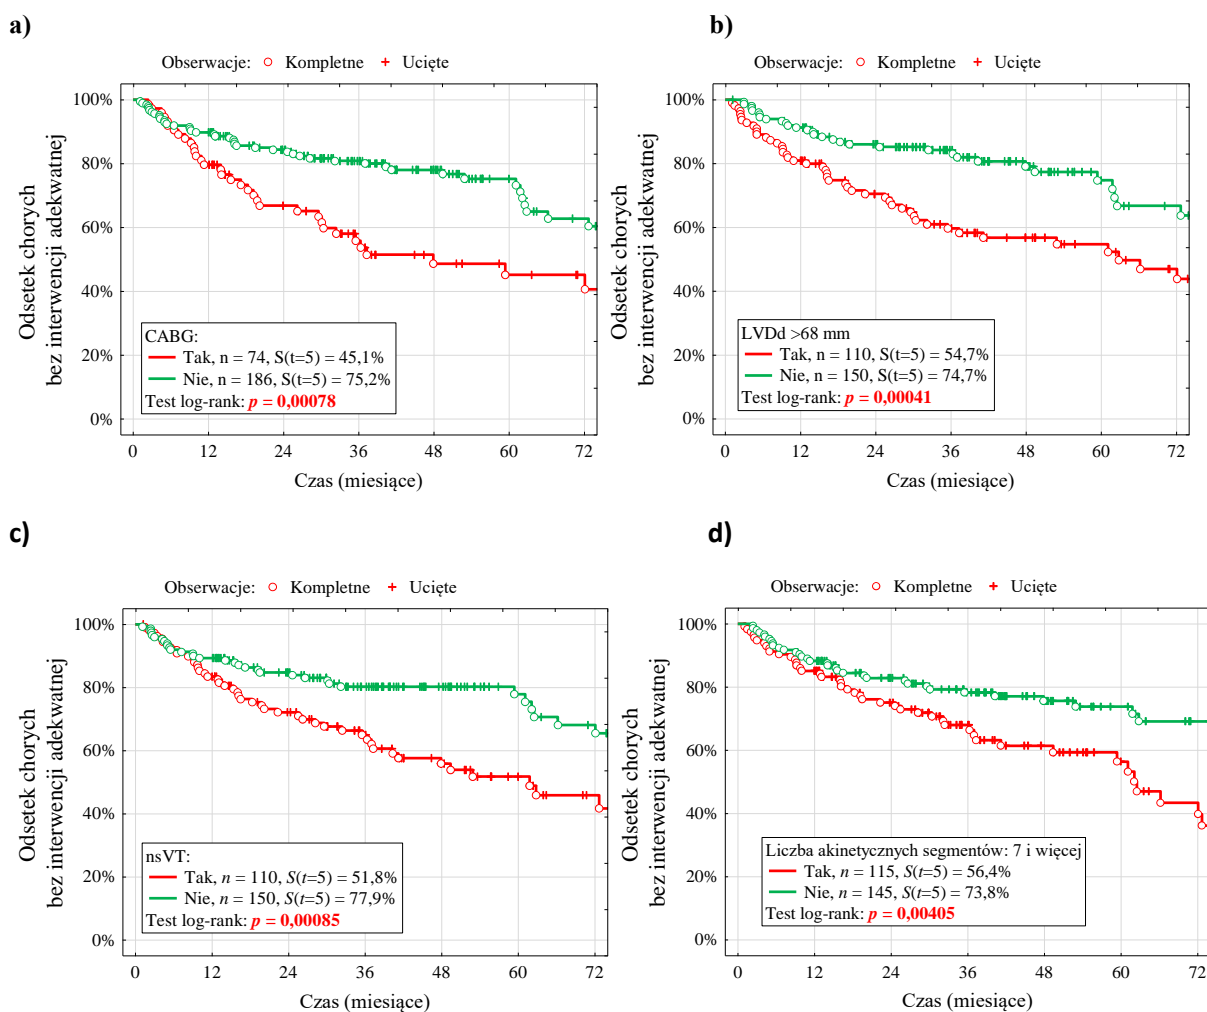 a)
Obserwacje: Kompletne + Ucięte
Odsetek chorych
bez interwencji adekwatnej
100%
80%
60%
40%
20%
0%
CABG:
Tak, n = 74, S(t=5) = 45,1%
Nie, n = 186, S(t=5) = 75,2%
Test log-rank: p = 0,00078
0 12 24 36 48 60 72
Czas (miesiące)
b)
Obserwacje: Kompletne + Ucięte
Odsetek chorych
bez interwencji adekwatnej
100%
80%
60%
40%
20%
0%
LVDd >68 mm
Tak, n = 110, S(t=5) = 54,7%
Nie, n = 150, S(t=5) = 74,7%
Test log-rank: p = 0,00041
0 12 24 36 48 60 72
Czas (miesiące)
c)
Obserwacje: Kompletne + Ucięte
Odsetek chorych
bez interwencji adekwatnej
100%
80%
60%
40%
20%
0%
nsVT:
Tak, n = 110, S(t=5) = 51,8%
Nie, n = 150, S(t=5) = 77,9%
Test log-rank: p = 0,00085
0 12 24 36 48 60 72
Czas (miesiące)
d)
Obserwacje: Kompletne + Ucięte
Odsetek chorych
bez interwencji adekwatnej
100%
80%
60%
40%
20%
0%
Liczba akinetycznych segmentów: 7 i więcej
Tak, n = 115, S(t=5) = 56,4%
Nie, n = 145, S(t=5) = 73,8%
Test log-rank: p = 0,00405
0 12 24 36 48 60 72
Czas (miesiące)